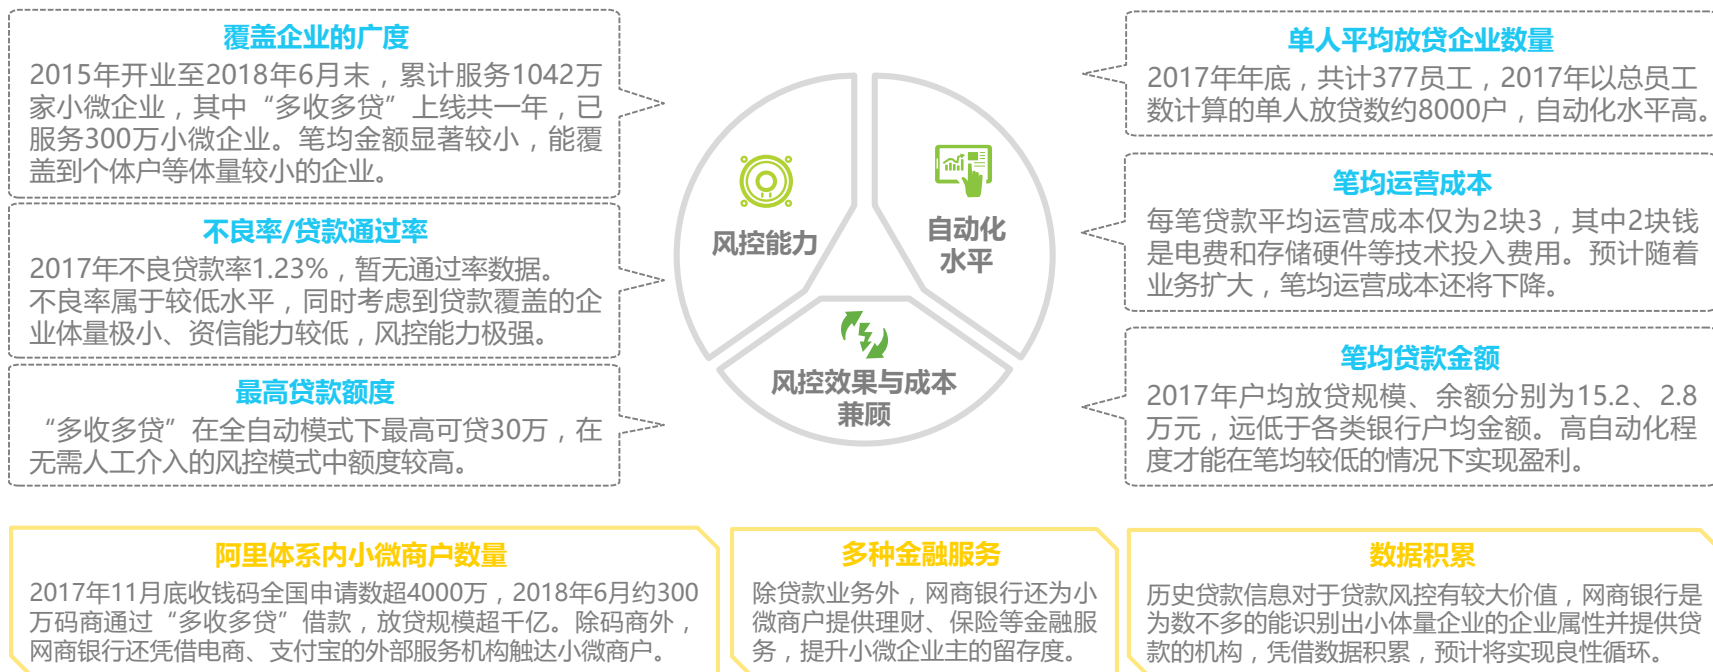 覆盖企业的广度
2015年开业至2018年6月末，累计服务1042万
家小微企业，其中“多收多贷”上线共一年，已
服务300万小微企业。笔均金额显著较小，能覆
盖到个体户等体量较小的企业。
不良率/贷款通过率
2017年不良贷款率1.23%，暂无通过率数据。
不良率属于较低水平，同时考虑到贷款覆盖的企
业体量极小、资信能力较低，风控能力极强。
最高贷款额度
“多收多贷”在全自动模式下最高可贷30万，在
无需人工介入的风控模式中额度较高。
风控能力
自动化
水平
风控效果与成本
兼顾
单人平均放贷企业数量
2017年年底，共计377员工，2017年以总员工
数计算的单人放贷数约8000户，自动化水平高。
笔均运营成本
每笔贷款平均运营成本仅为2块3，其中2块钱
是电费和存储硬件等技术投入费用。预计随着
业务扩大，笔均运营成本还将下降。
笔均贷款金额
2017年户均放贷规模、余额分别为15.2、2.8
万元，远低于各类银行户均金额。高自动化程
度才能在笔均较低的情况下实现盈利。
阿里体系内小微商户数量
2017年11月底收钱码全国申请数超4000万，2018年6月约300
万码商通过“多收多贷”借款，放贷规模超千亿。除码商外，
网商银行还凭借电商、支付宝的外部服务机构触达小微商户。
多种金融服务
除贷款业务外，网商银行还为小
微商户提供理财、保险等金融服
务，提升小微企业主的留存度。
数据积累
历史贷款信息对于贷款风控有较大价值，网商银行是
为数不多的能识别出小体量企业的企业属性并提供贷
款的机构，凭借数据积累，预计将实现良性循环。